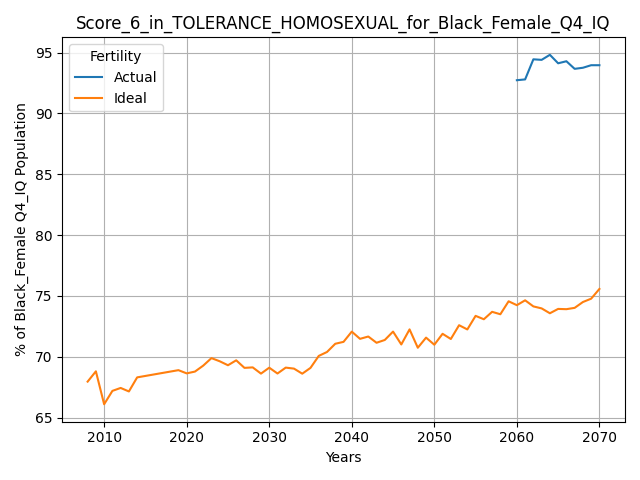 Score_6_in_TOLERANCE_HOMOSEXUAL_for_Black_Female_Q4_IQ
Fertility
Actual
Ideal
% of Black_Female Q4_IQ Population
95
90
85
80
75
70
65
2010 2020 2030 2040 2050 2060 2070
Years